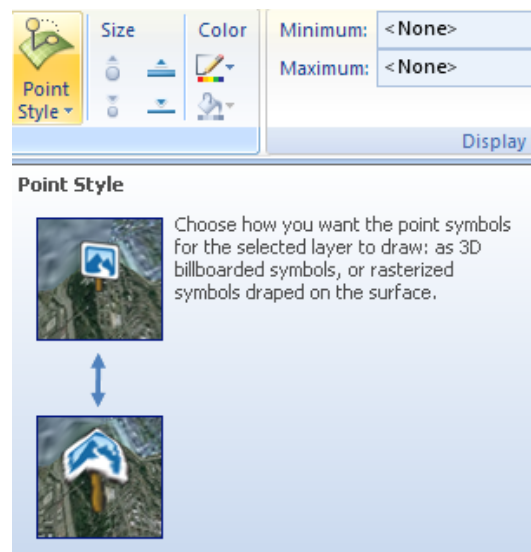 Size
Color
Minimum: <None>
Maximum: <None>
Point
Style
Display
Point Style
Choose how you want the point symbols
for the selected layer to draw: as 3D
billboarded symbols, or rasterized
symbols draped on the surface.